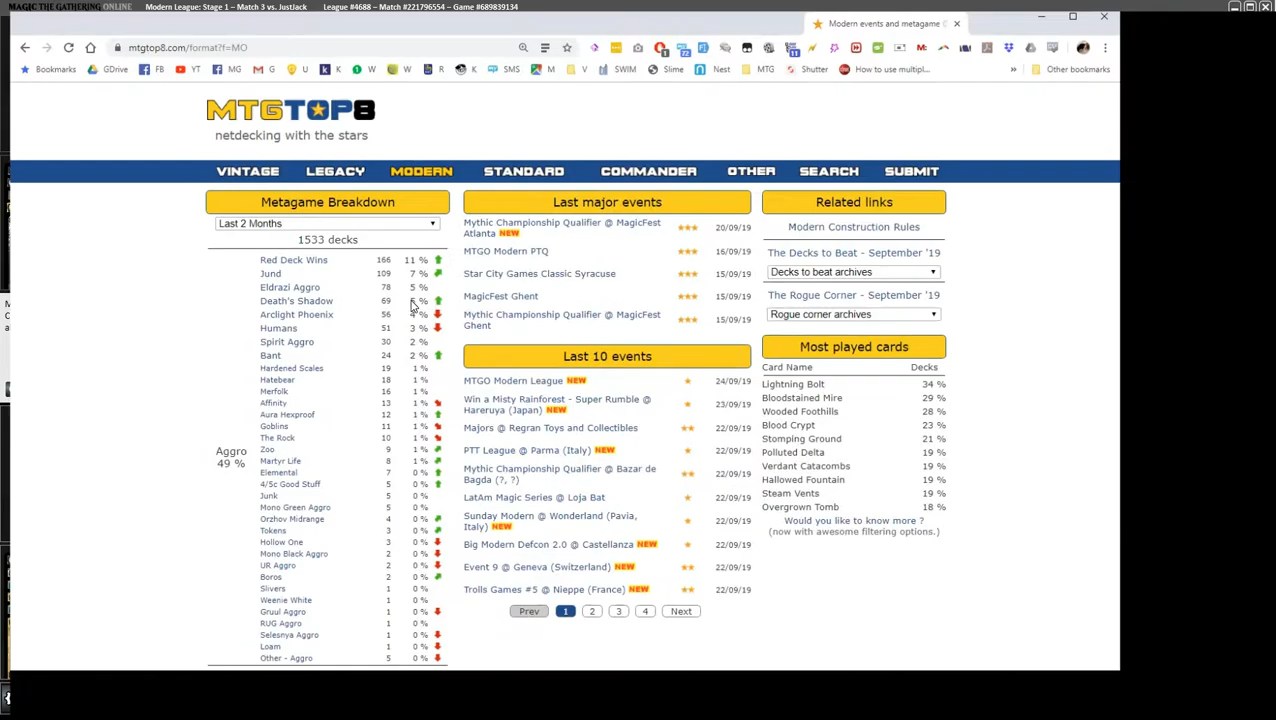 MAGIC THE GATHERING ONLINE Modern League: Stage 1 - Match 3 vs. JustJack League #4688 - Match #221796554 - Game #689839134
Modern events and metagame
mtgtop8.com/format?f=MO
Bookmarks GDrive FB YT MG G U K W W R K SMS M V SWIM Slime Nest MTG Shutter How to use multipl... Other bookmarks
MTGTOP8
netdecking with the stars
VINTAGE LEGACY MODERN STANDARD COMMANDER OTHER SEARCH SUBMIT
Metagame Breakdown
Last 2 Months
1533 decks
Aggro
49 %
Red Deck Wins 166 11 %
Jund 109 7 %
Eldrazi Aggro 78 5 %
Death's Shadow 69 %
Arclight Phoenix 56 %
Humans 51 3 %
Spirit Aggro 30 2 %
Bant 24 2 %
Hardened Scales 19 1 %
Hatebear 18 1 %
Merfolk 16 1 %
Affinity 13 1 %
Aura Hexproof 12 1 %
Goblins 11 1 %
The Rock 10 1 %
Zoo 9 1 %
Martyr Life 8 1 %
Elemental 7 0 %
4/5c Good Stuff 5 0 %
Junk 5 0 %
Mono Green Aggro 5 0 %
Orzhov Midrange 4 0 %
Tokens 3 0 %
Hollow One 3 0 %
Mono Black Aggro 2 0 %
UR Aggro 2 0 %
Boros 2 0 %
Slivers 1 0 %
Weenie White 1 0 %
Gruul Aggro 1 0 %
RUG Aggro 1 0 %
Selesnya Aggro 1 0 %
Loam 1 0 %
Other - Aggro 5 0 %
Last major events
Mythic Championship Qualifier @ MagicFest
Atlanta NEW 20/09/19
MTGO Modern PTQ 16/09/19
Star City Games Classic Syracuse 15/09/19
MagicFest Ghent 15/09/19
Mythic Championship Qualifier @ MagicFest
Ghent 15/09/19
Last 10 events
MTGO Modern League NEW 24/09/19
Win a Misty Rainforest - Super Rumble @
Hareruya (Japan) NEW 23/09/19
Majors @ Regran Toys and Collectibles 22/09/19
PTT League @ Parma (Italy) NEW 22/09/19
Mythic Championship Qualifier @ Bazar de
Bagda (?, ?) 22/09/19
LatAm Magic Series @ Loja Bat 22/09/19
Sunday Modern @ Wonderland (Pavia,
Italy) NEW 22/09/19
Big Modern Defcon 2.0 @ Castellanza NEW 22/09/19
Event 9 @ Geneva (Switzerland) NEW 22/09/19
Trolls Games #5 @ Nieppe (France) NEW 22/09/19
Prev 1 2 3 4 Next
Related links
Modern Construction Rules
The Decks to Beat - September '19
Decks to beat archives
The Rogue Corner - September '19
Rogue corner archives
Most played cards
Card Name Decks
Lightning Bolt 34 %
Bloodstained Mire 29 %
Wooded Foothills 28 %
Blood Crypt 23 %
Stomping Ground 21 %
Polluted Delta 19 %
Verdant Catacombs 19 %
Hallowed Fountain 19 %
Steam Vents 19 %
Overgrown Tomb 18 %
Would you like to know more ?
(now with awesome filtering options.)